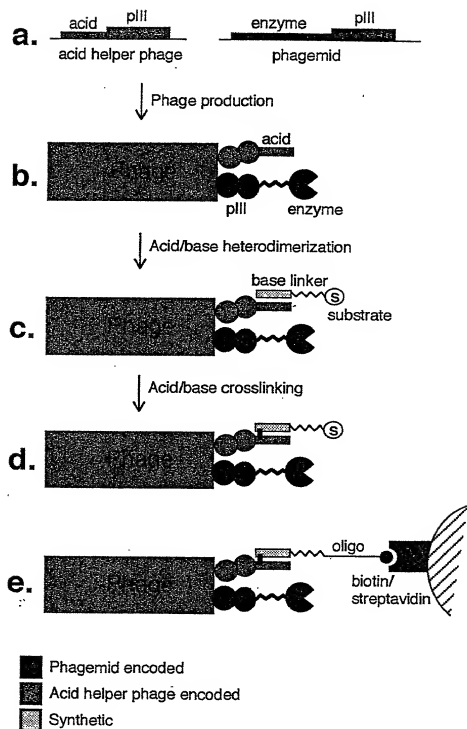 a.
acid
pIII
acid helper phage
enzyme
pIII
phagemid
Phage production
b.
Phage
acid
pIII
enzyme
Acid/base heterodimerization
base linker
c.
Phage
S
substrate
Acid/base crosslinking
d.
Phage
S
e.
Phage
oligo
biotin/
streptavidin
Phagemid encoded
Acid helper phage encoded
Synthetic